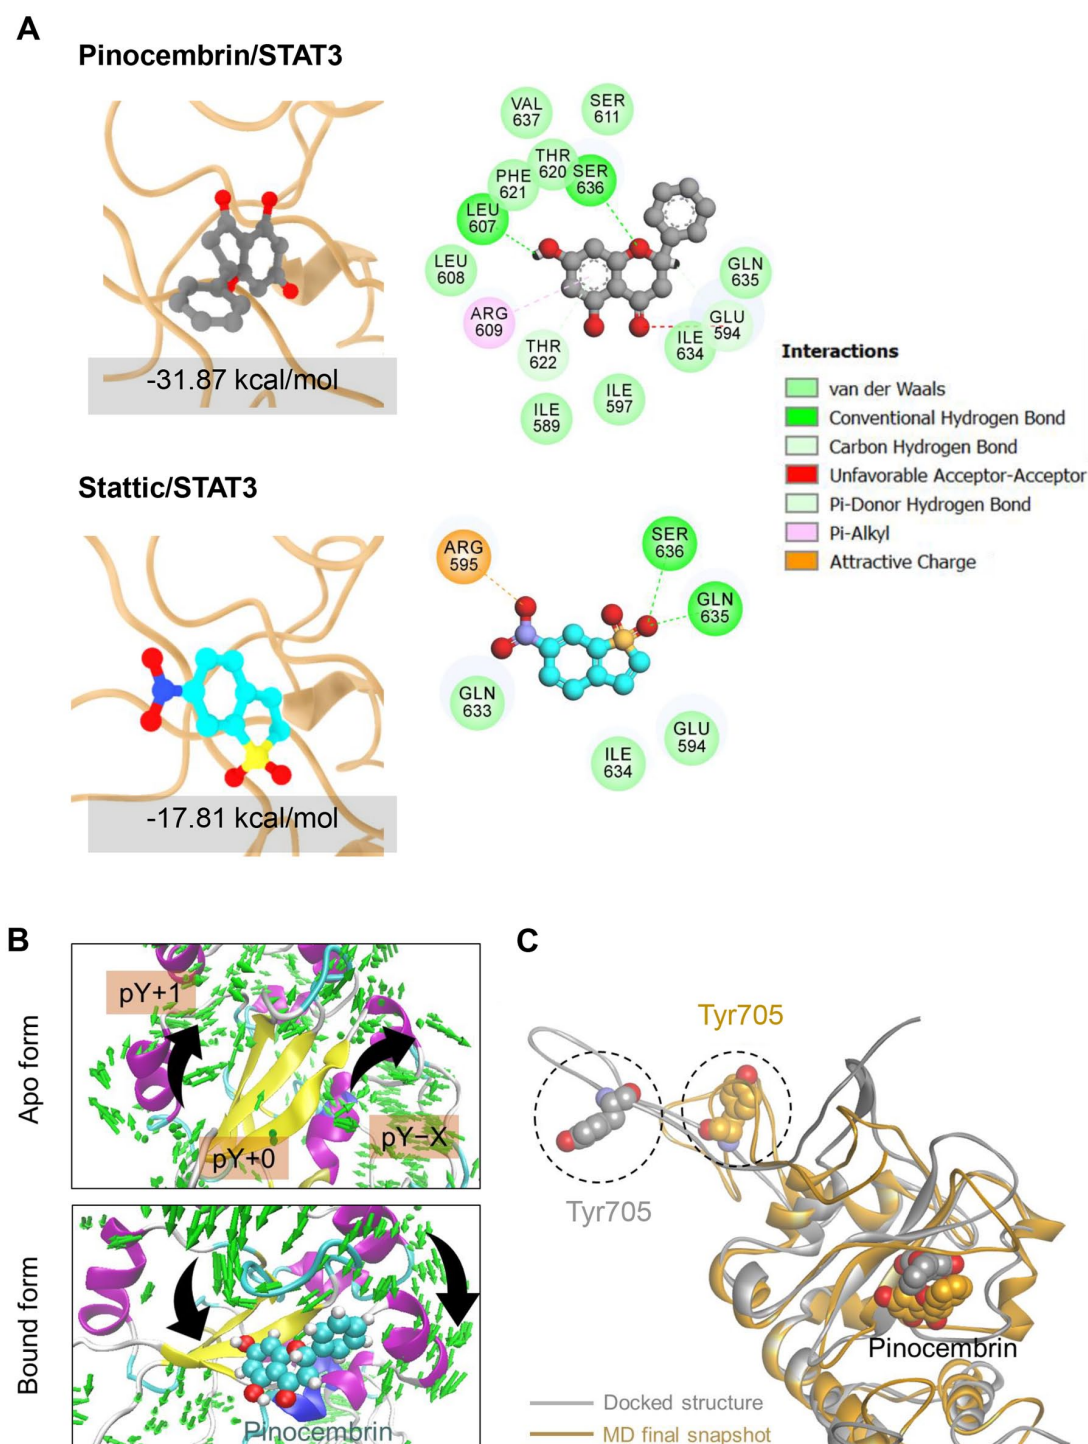 A
Pinocembrin/STAT3
-31.87 kcal/mol
VAL
637
SER
611
THR
620
SER
636
PHE
621
LEU
607
LEU
608
GLN
635
ARG
609
GLU
594
ILE
634
THR
622
ILE
597
ILE
589
Interactions
van der Waals
Conventional Hydrogen Bond
Carbon Hydrogen Bond
Unfavorable Acceptor-Acceptor
Pi-Donor Hydrogen Bond
Pi-Alkyl
Attractive Charge
Stattic/STAT3
-17.81 kcal/mol
ARG
595
SER
636
GLN
635
GLN
633
GLU
594
ILE
634
B
Apo form
pY+1
pY+0
pY−X
Bound form
Pinocembrin
C
Tyr705
Tyr705
Pinocembrin
Docked structure
MD final snapshot